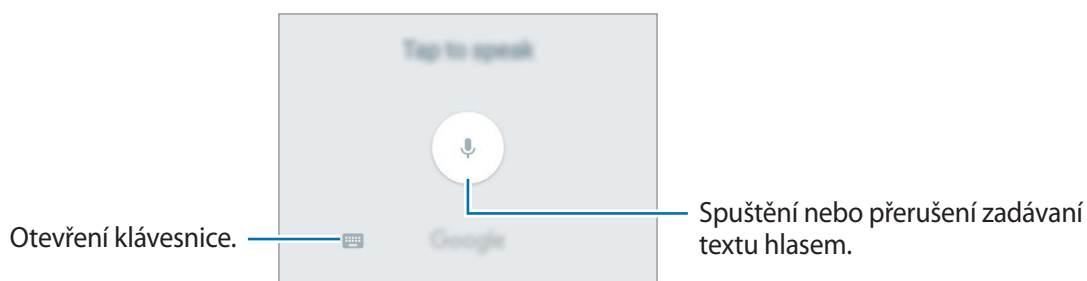 Tap to speak
Otevření klávesnice.
Google
Spuštění nebo přerušení zadávaní
textu hlasem.